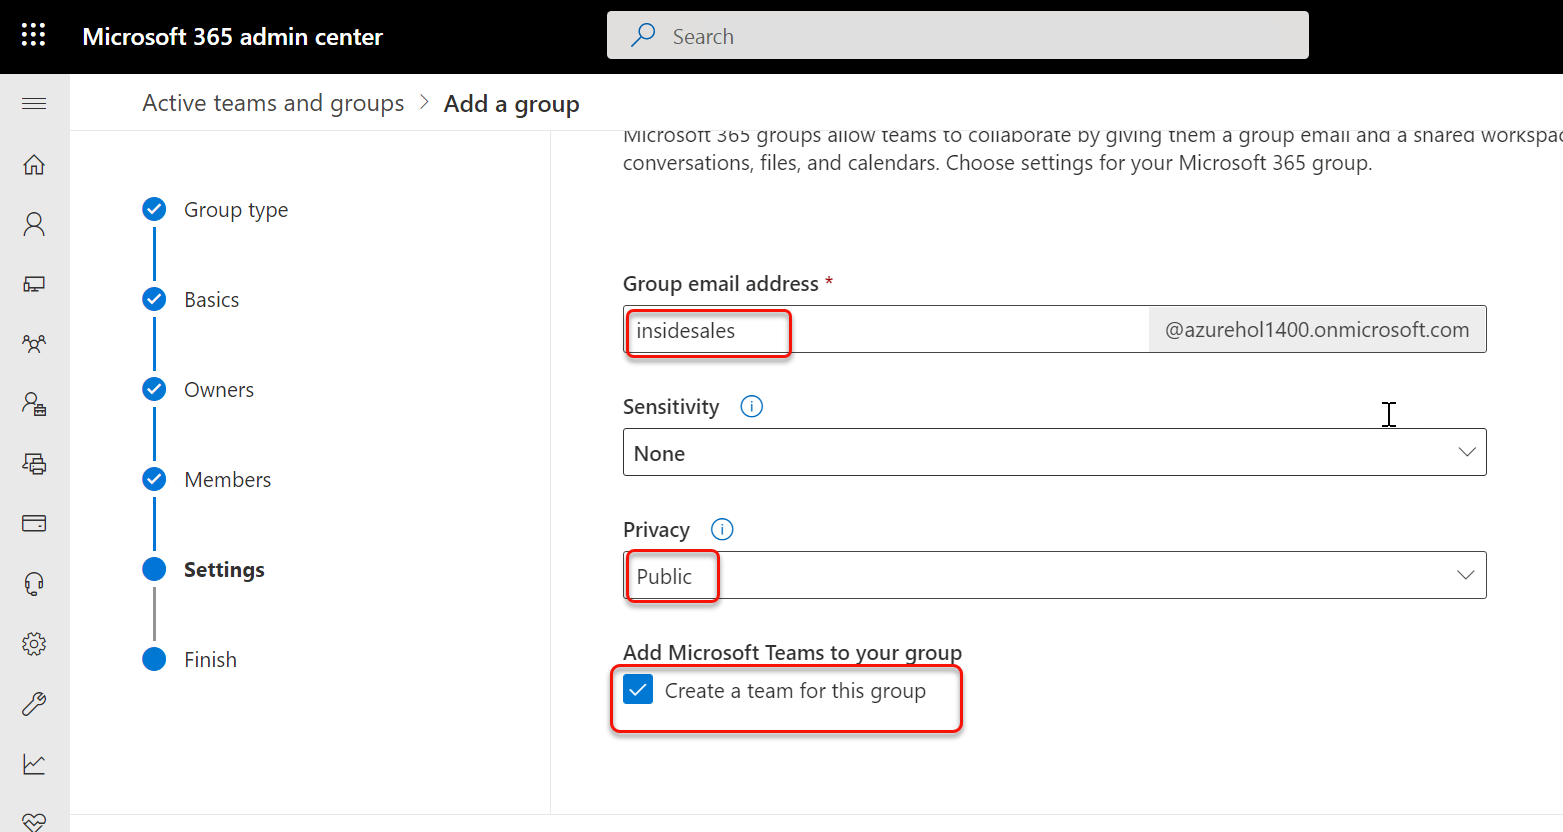 Microsoft 365 admin center
Search
Active teams and groups > Add a group
Microsoft 365 groups allow teams to collaborate by giving them a group email and a shared
conversations, files, and calendars. Choose settings for your Microsoft 365 group.
Group type
Basics
Owners
Members
Settings
Finish
Group email address *
insidesales
@azurehol1400.onmicrosoft.com
Sensitivity
None
Privacy
Public
Add Microsoft Teams to your group
Create a team for this group